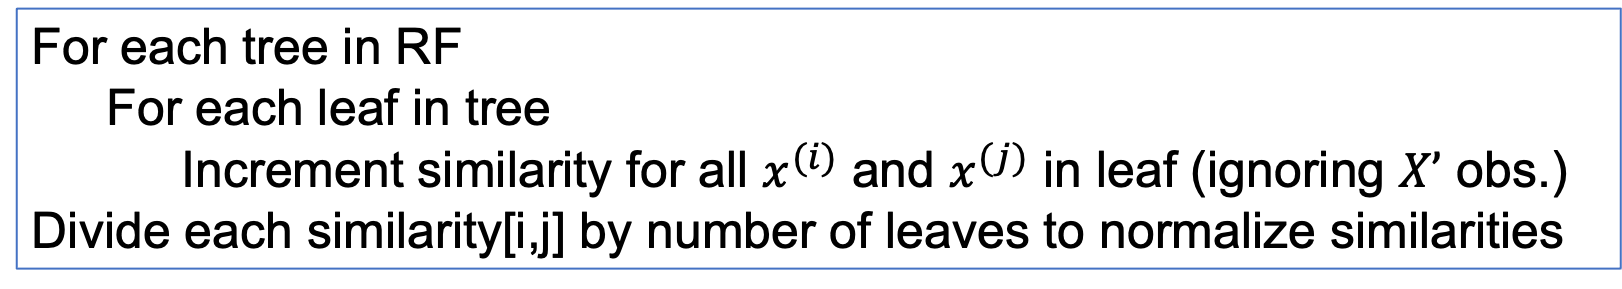 For each tree in RF
For each leaf in tree
Increment similarity for all x⁽ⁱ⁾ and x⁽ʲ⁾ in leaf (ignoring X’ obs.)
Divide each similarity[i,j] by number of leaves to normalize similarities